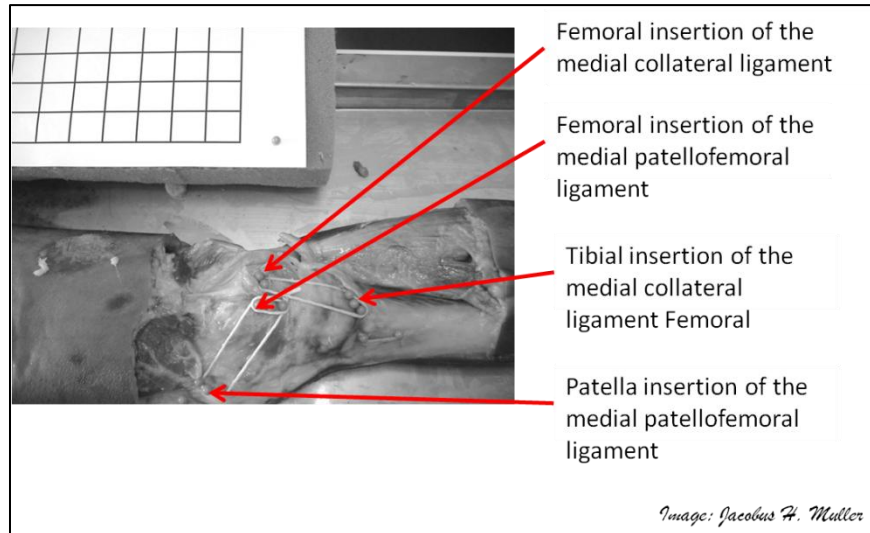 Femoral insertion of the
medial collateral ligament
Femoral insertion of the
medial patellofemoral
ligament
Tibial insertion of the
medial collateral
ligament Femoral
Patella insertion of the
medial patellofemoral
ligament
Image: Jacobus H. Muller